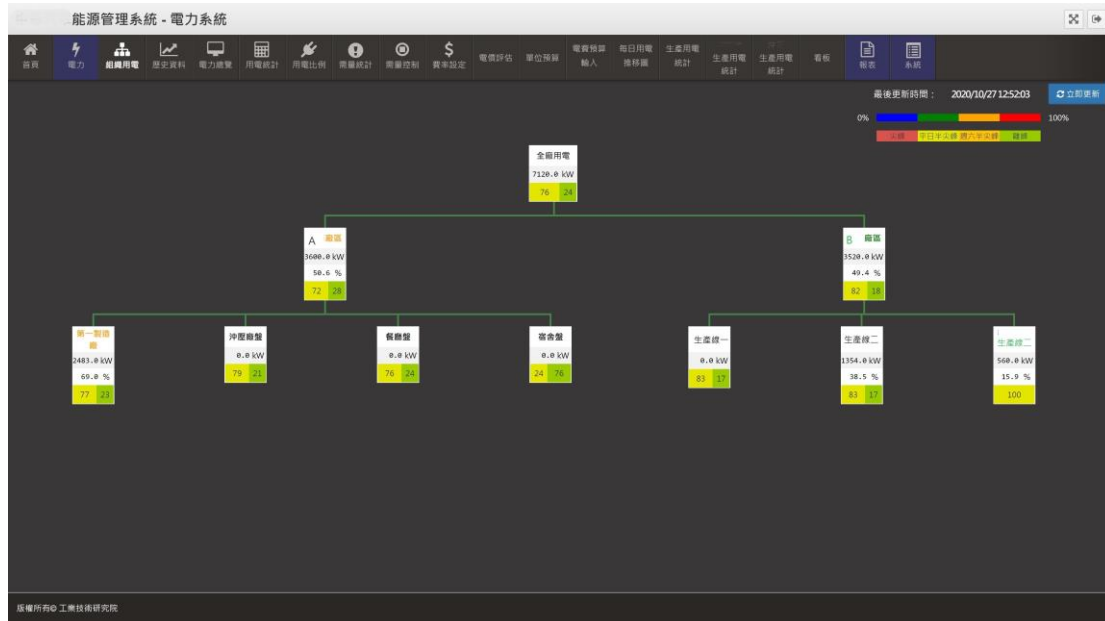 能源管理系統 - 電力系統
首頁
電力
組織用電
歷史資料
電力總覽
用電統計
用電比例
需量統計
需量控制
費率設定
電價評估
單位預算
電費預算
輸入
每日用電
推移圖
生產用電
統計
生產用電
統計
生產用電
統計
看板
報表
系統
最後更新時間： 2020/10/27 12:52:03
立即更新
0%
100%
尖峰 平日半尖峰 週六半尖峰 離峰
全廠用電
7120.0 kW
76 24
A 廠區
3600.0 kW
50.6 %
72 28
B 廠區
3520.0 kW
49.4 %
82 18
第一製造
廠
2483.0 kW
69.0 %
77 23
沖壓廠盤
0.0 kW
79 21
餐廳盤
0.0 kW
76 24
宿舍盤
0.0 kW
24 76
生產線一
0.0 kW
83 17
生產線二
1354.0 kW
38.5 %
83 17
生產線二
560.0 kW
15.9 %
100
版權所有© 工業技術研究院